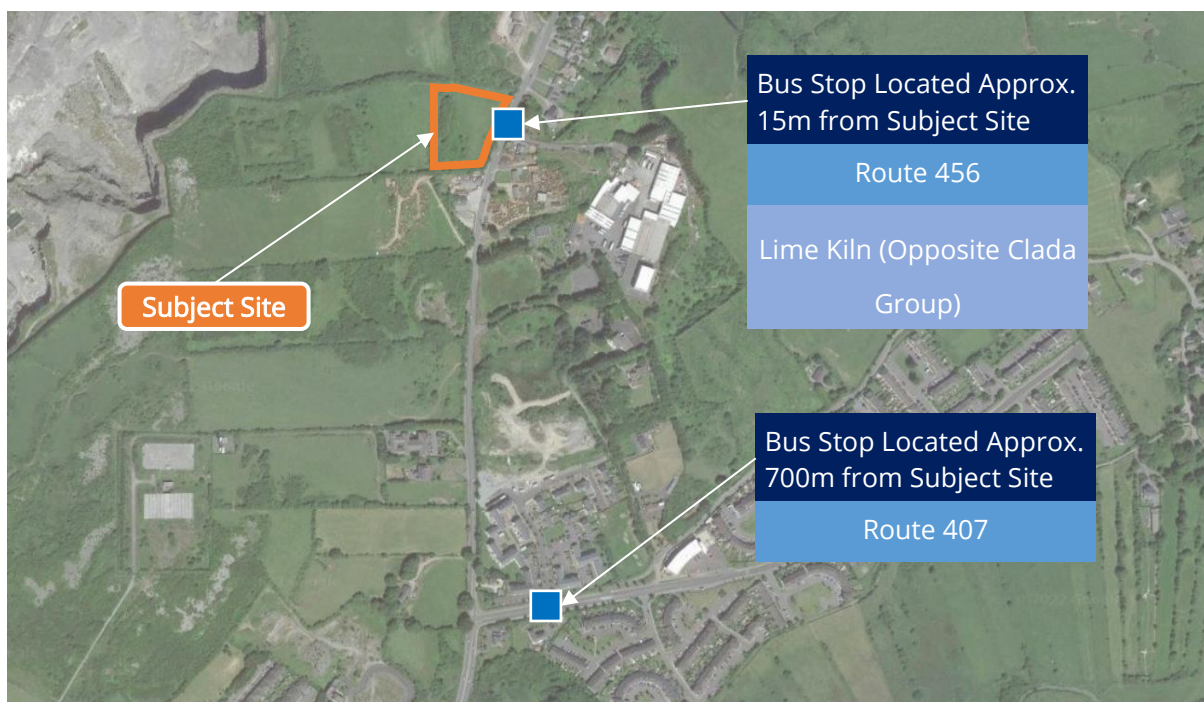 Bus Stop Located Approx.
15m from Subject Site
Route 456
Lime Kiln (Opposite Clada
Group)
Subject Site
Bus Stop Located Approx.
700m from Subject Site
Route 407